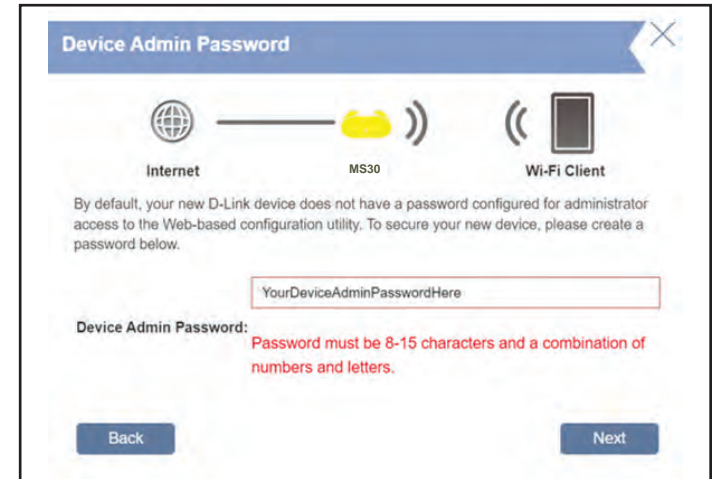 Device Admin Password
Internet
MS30
Wi-Fi Client
By default, your new D-Link device does not have a password configured for administrator
access to the Web-based configuration utility. To secure your new device, please create a
password below.
YourDeviceAdminPasswordHere
Device Admin Password:
Password must be 8-15 characters and a combination of
numbers and letters.
Back
Next